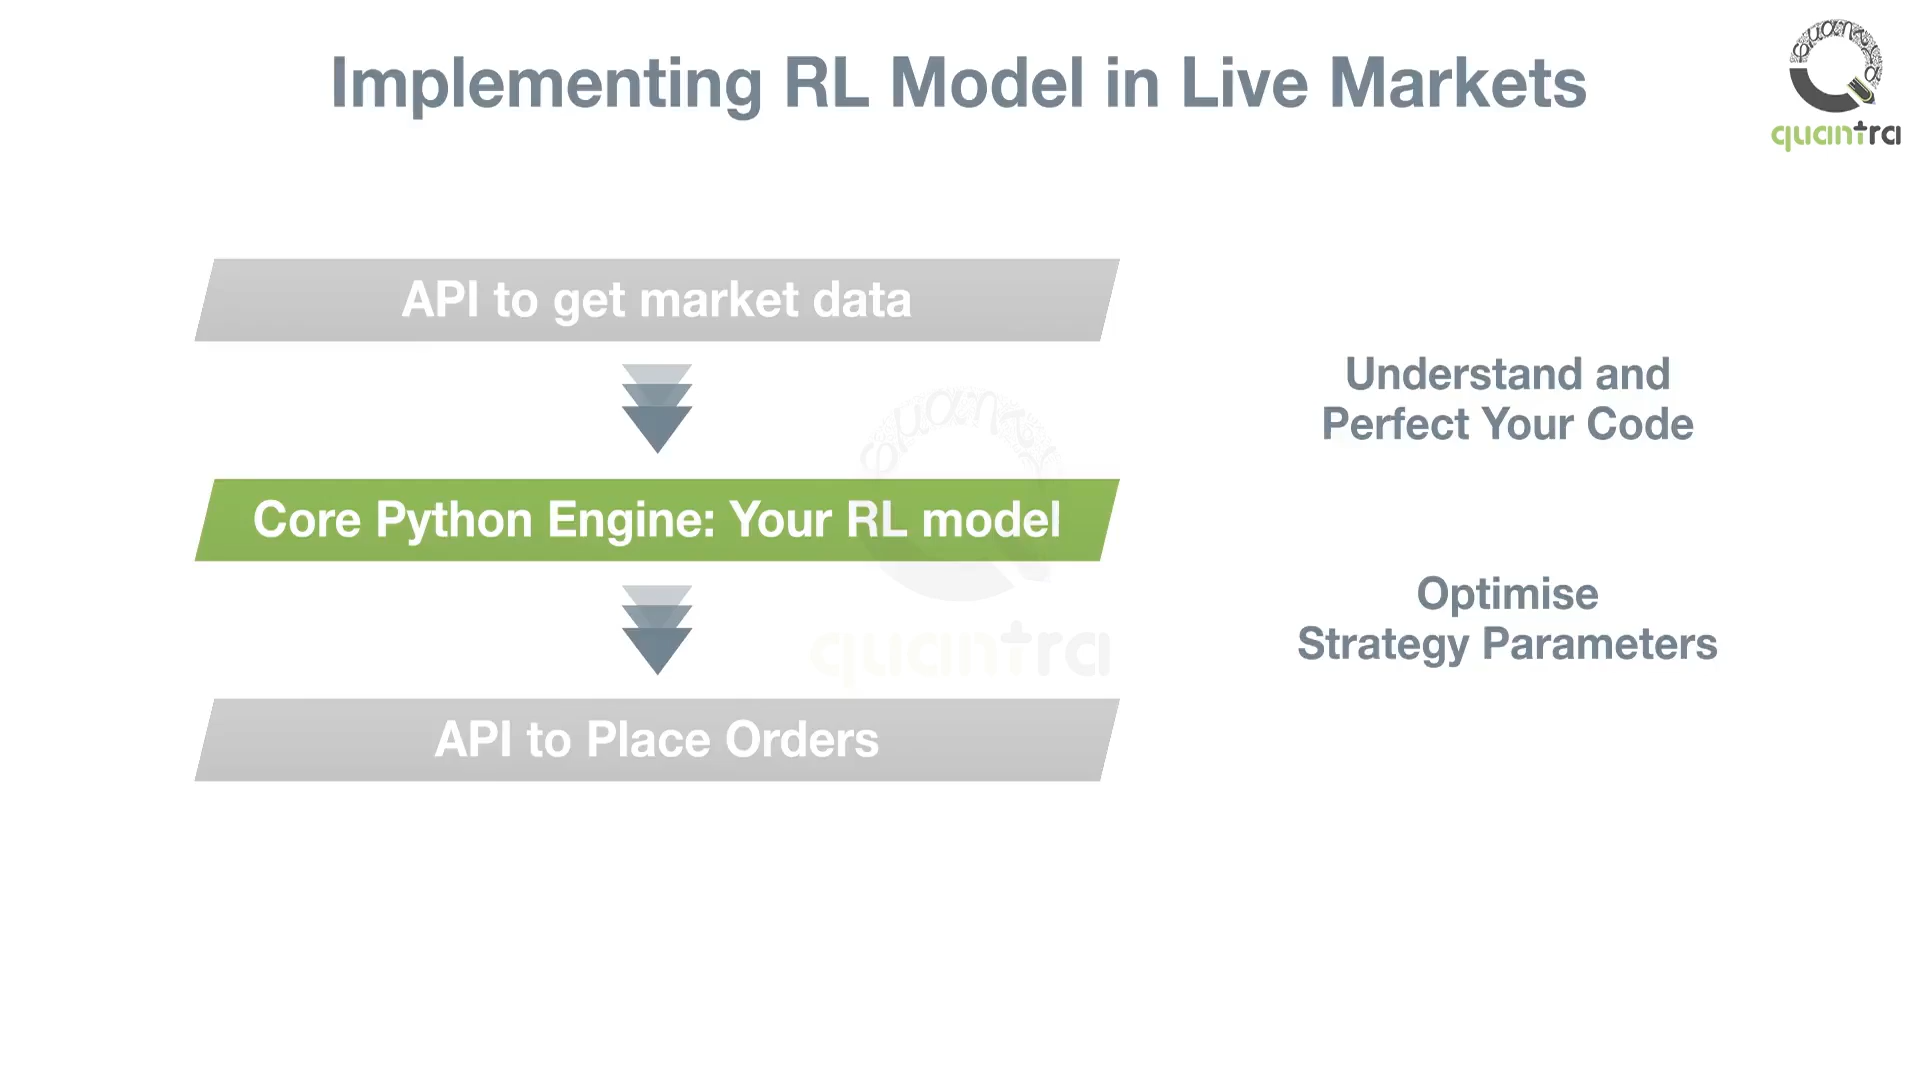 Implementing RL Model in Live Markets
quantra
API to get market data
Understand and
Perfect Your Code
Core Python Engine: Your RL model
Optimise
Strategy Parameters
quantra
API to Place Orders